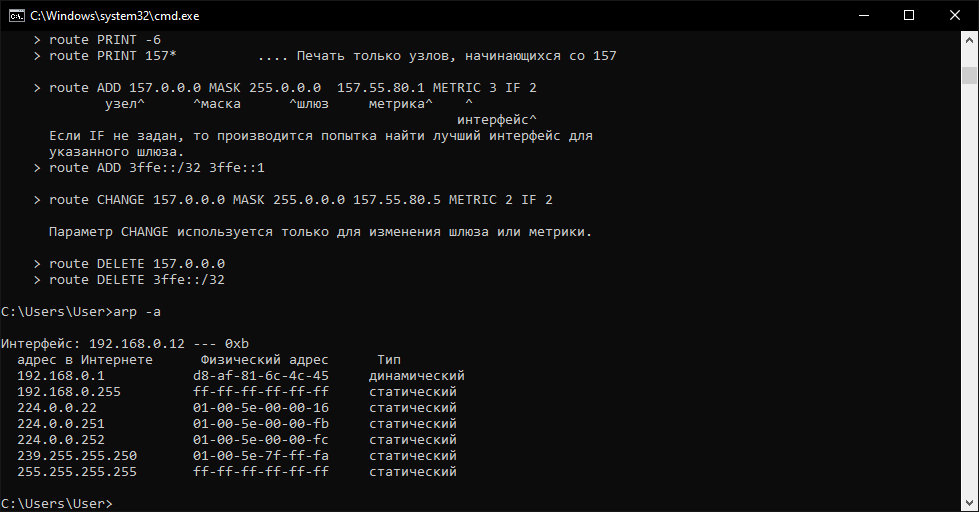 C:\Windows\system32\cmd.exe
> route PRINT -6
> route PRINT 157*          .... Печать только узлов, начинающихся со 157
> route ADD 157.0.0.0 MASK 255.0.0.0  157.55.80.1 METRIC 3 IF 2
узел^      ^маска      ^шлюз     метрика^    ^
интерфейс^
Если IF не задан, то производится попытка найти лучший интерфейс для
указанного шлюза.
> route ADD 3ffe::/32 3ffe::1
> route CHANGE 157.0.0.0 MASK 255.0.0.0 157.55.80.5 METRIC 2 IF 2
Параметр CHANGE используется только для изменения шлюза или метрики.
> route DELETE 157.0.0.0
> route DELETE 3ffe::/32
C:\Users\User>arp -a
Интерфейс: 192.168.0.12 --- 0xb
адрес в Интернете      Физический адрес      Тип
192.168.0.1           d8-af-81-6c-4c-45     динамический
192.168.0.255         ff-ff-ff-ff-ff-ff     статический
224.0.0.22            01-00-5e-00-00-16     статический
224.0.0.251           01-00-5e-00-00-fb     статический
224.0.0.252           01-00-5e-00-00-fc     статический
239.255.255.250       01-00-5e-7f-ff-fa     статический
255.255.255.255       ff-ff-ff-ff-ff-ff     статический
C:\Users\User>